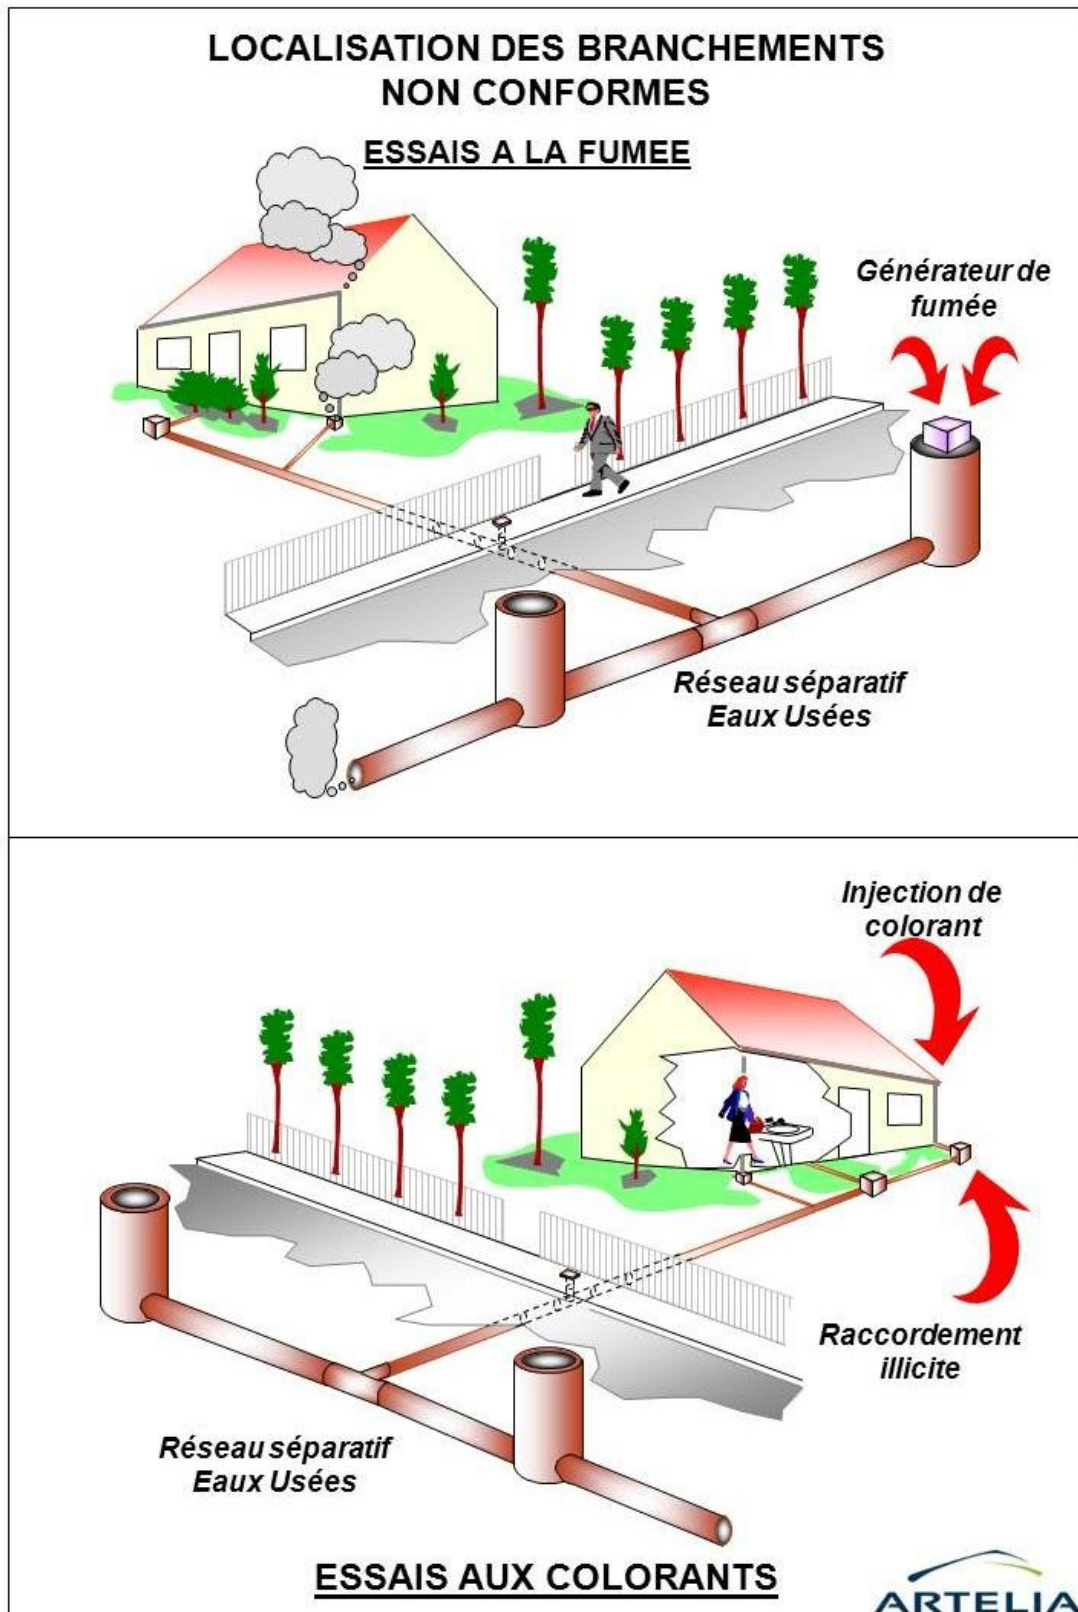 LOCALISATION DES BRANCHEMENTS
NON CONFORMES
ESSAIS A LA FUMEE
Générateur de
fumée
Réseau séparatif
Eaux Usées
Injection de
colorant
Raccordement
illicite
Réseau séparatif
Eaux Usées
ESSAIS AUX COLORANTS
ARTELIA